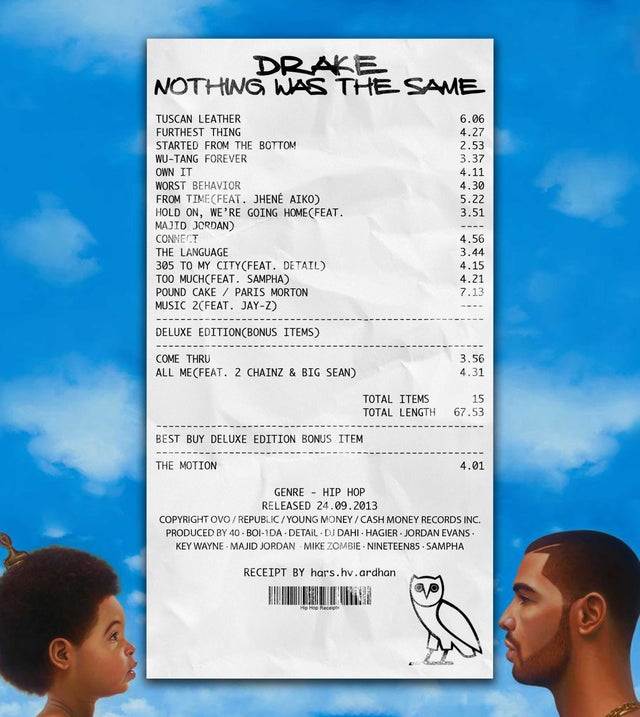 DRAKE
NOTHING WAS THE SAME
TUSCAN LEATHER 6.06
FURTHEST THING 4.27
STARTED FROM THE BOTTOM 2.53
WU-TANG FOREVER 3.37
OWN IT 4.11
WORST BEHAVIOR 4.30
FROM TIME(FEAT. JHENÉ AIKO) 5.22
HOLD ON, WE'RE GOING HOME(FEAT. 3.51
MAJID JORDAN) ----
CONNECT 4.56
THE LANGUAGE 3.44
305 TO MY CITY(FEAT. DETAIL) 4.15
TOO MUCH(FEAT. SAMPHA) 4.21
POUND CAKE / PARIS MORTON 7.13
MUSIC 2(FEAT. JAY-Z) ----
DELUXE EDITION(BONUS ITEMS)
COME THRU 3.56
ALL ME(FEAT. 2 CHAINZ & BIG SEAN) 4.31
TOTAL ITEMS 15
TOTAL LENGTH 67.53
BEST BUY DELUXE EDITION BONUS ITEM
THE MOTION 4.01
GENRE - HIP HOP
RELEASED 24.09.2013
COPYRIGHT OVO / REPUBLIC / YOUNG MONEY / CASH MONEY RECORDS INC.
PRODUCED BY 40 · BOI-1DA · DETAIL · DJ DAHI · HAGIER · JORDAN EVANS ·
KEY WAYNE · MAJID JORDAN · MIKE ZOMBIE · NINETEEN85 · SAMPHA
RECEIPT BY hars.hv.ardhan
Hip Hop Receipts